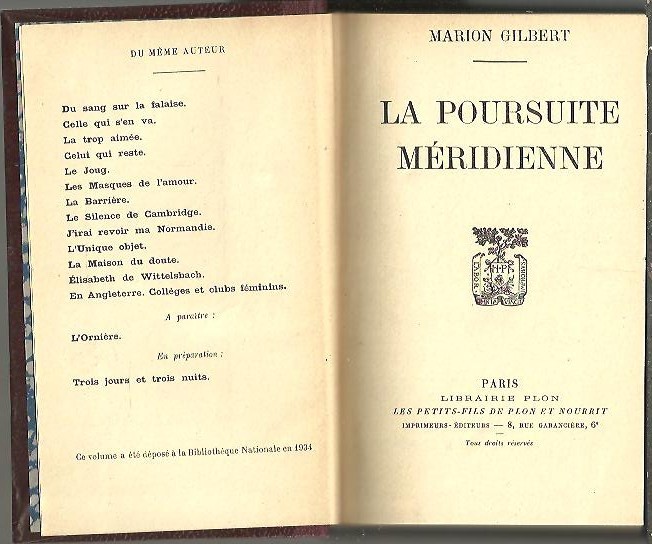 DU MÊME AUTEUR
Du sang sur la falaise.
Celle qui s'en va.
La trop aimée.
Celui qui reste.
Le Joug.
Les Masques de l'amour.
La Barrière.
Le Silence de Cambridge.
J'irai revoir ma Normandie.
L'Unique objet.
La Maison du doute.
Élisabeth de Wittelsbach.
En Angleterre. Collèges et clubs féminins.
A paraître :
L'Ornière.
En préparation :
Trois jours et trois nuits.
Ce volume a été déposé à la Bibliothèque Nationale en 1934
MARION GILBERT
LA POURSUITE
MÉRIDIENNE
LABOR
H·P
PARIS
LIBRAIRIE PLON
LES PETITS-FILS DE PLON ET NOURRIT
IMPRIMEURS-ÉDITEURS — 8, RUE GARANCIÈRE, 6e
Tous droits réservés